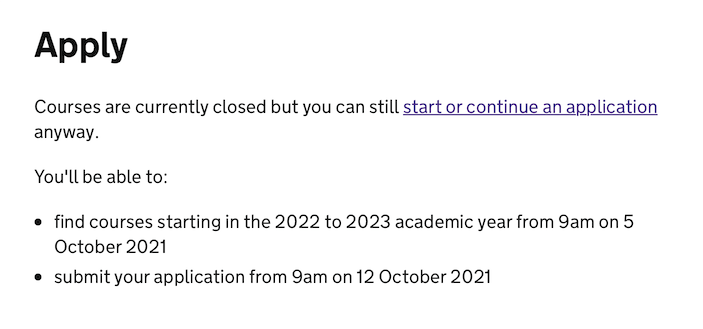 Apply
Courses are currently closed but you can still start or continue an application
anyway.
You'll be able to:
• find courses starting in the 2022 to 2023 academic year from 9am on 5
October 2021
• submit your application from 9am on 12 October 2021